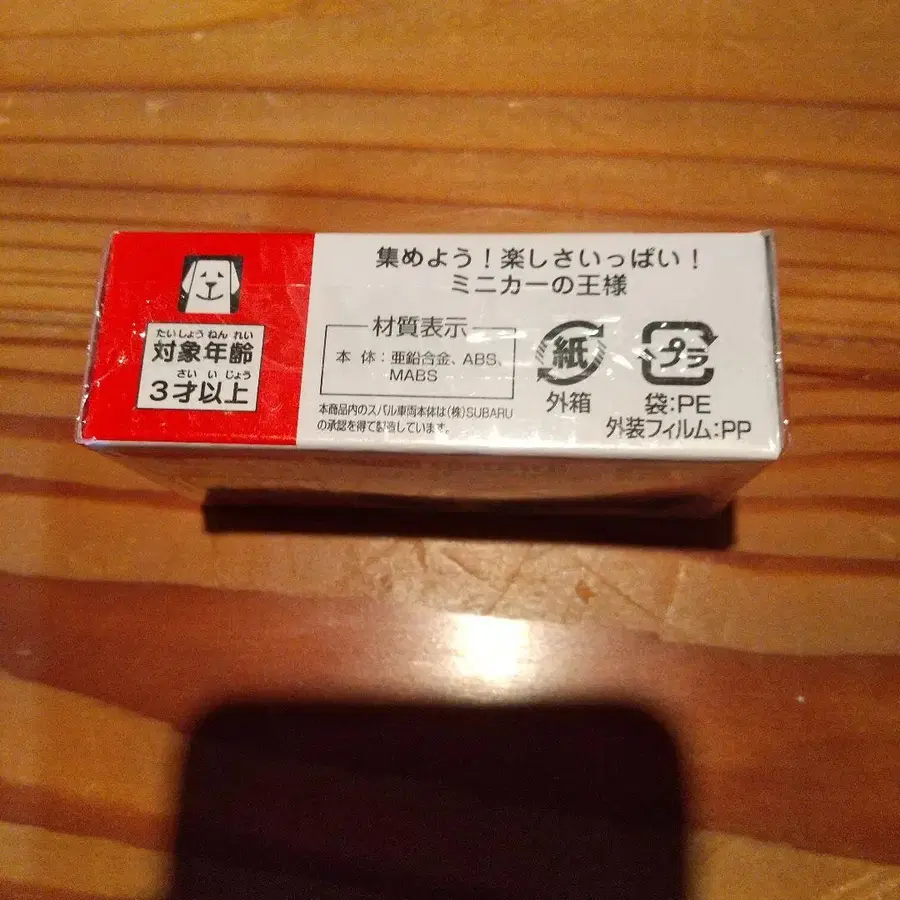 集めよう!楽しさいっぱい!
ミニカーの王様
たいしょう ねん れい
対象年齢
さい い じょう
3才以上
材質表示
本 体:亜鉛合金、ABS、
MABS
本商品内のスバル車両本体は(株)SUBARU
の承認を得て製造しています。
紙
外箱
プラ
袋:PE
外装フィルム:PP